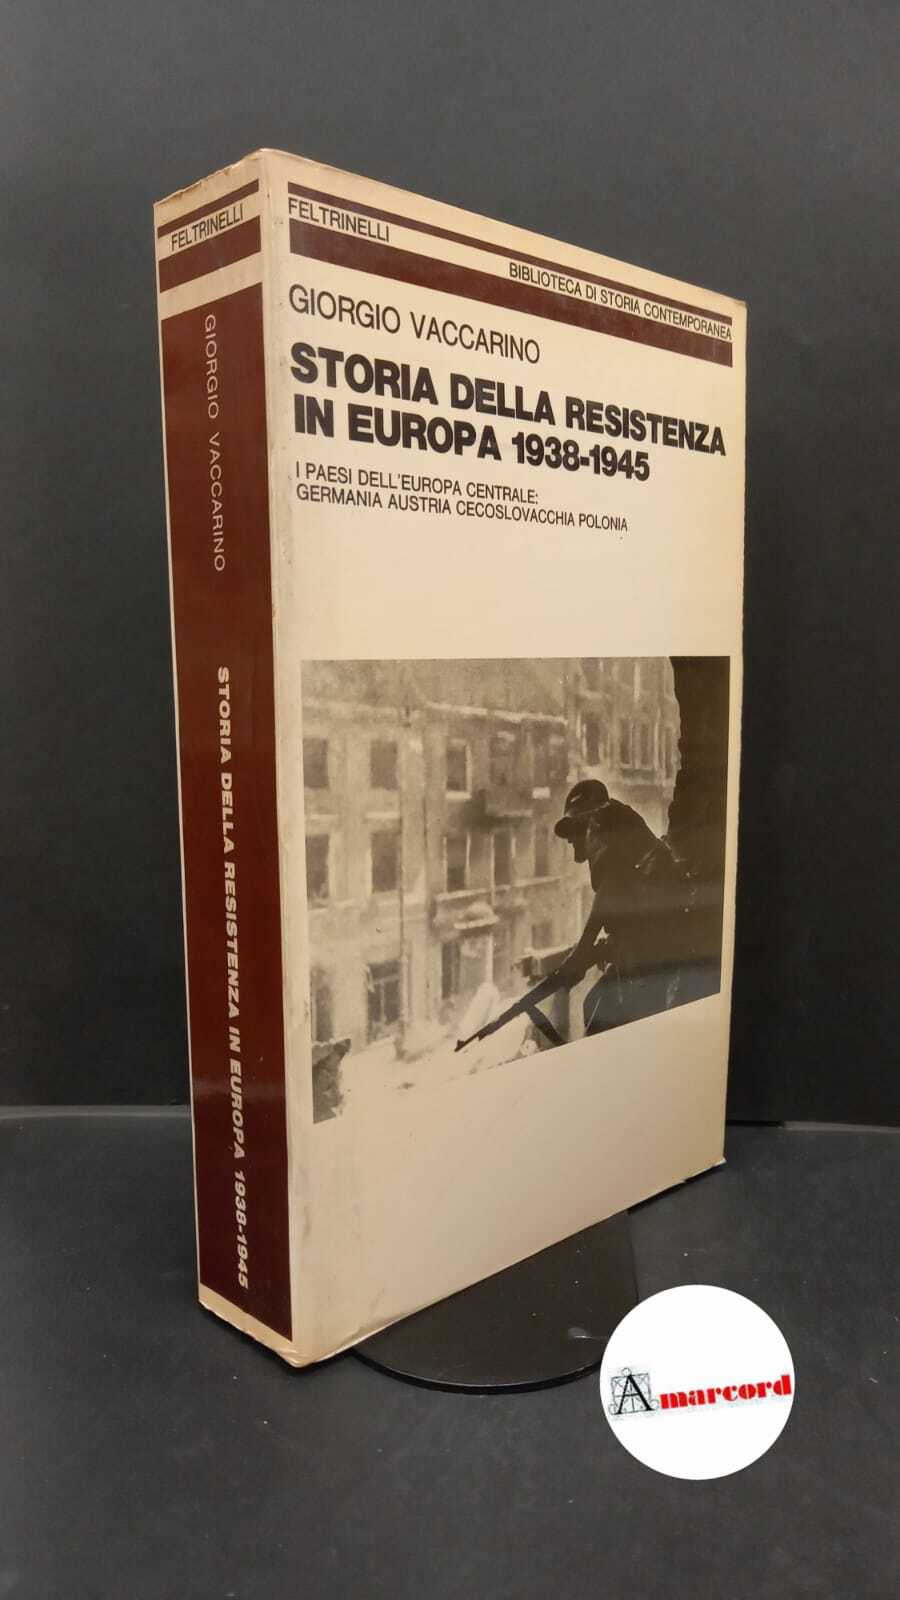 FELTRINELLI
GIORGIO VACCARINO
STORIA DELLA RESISTENZA IN EUROPA 1938-1945
FELTRINELLI
BIBLIOTECA DI STORIA CONTEMPORANEA
GIORGIO VACCARINO
STORIA DELLA RESISTENZA
IN EUROPA 1938-1945
I PAESI DELL'EUROPA CENTRALE:
GERMANIA AUSTRIA CECOSLOVACCHIA POLONIA
Amarcord